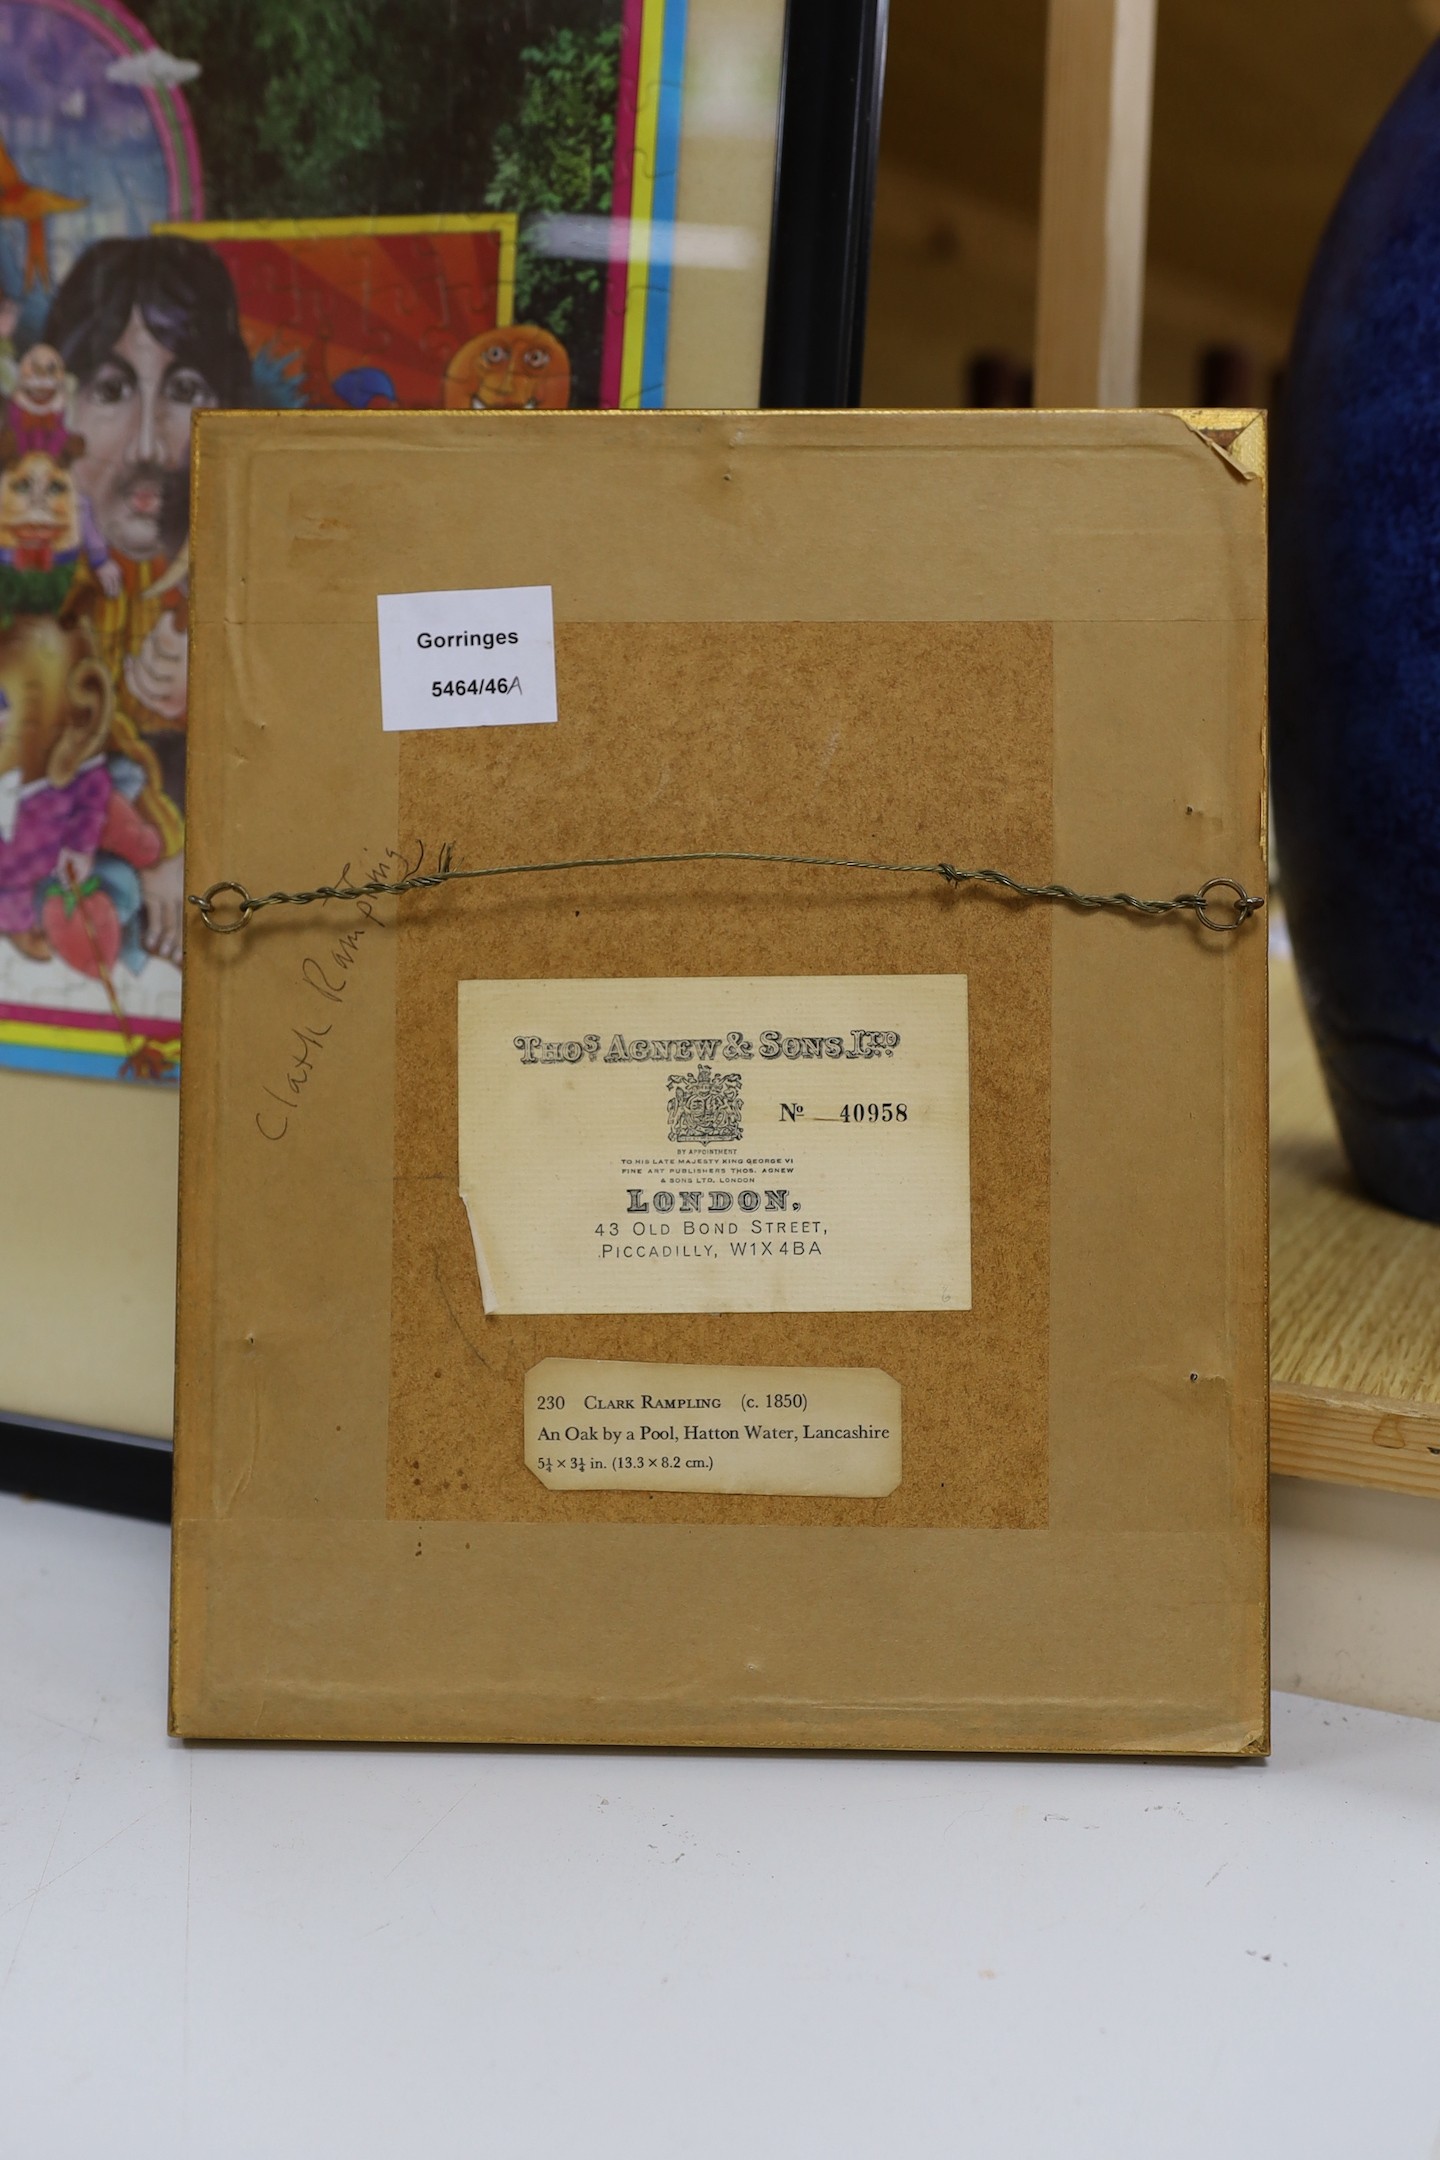 Gorringes
5464/46A
Clark Rampling
THOS. AGNEW & SONS LTD
No 40958
BY APPOINTMENT
TO HIS LATE MAJESTY KING GEORGE VI
FINE ART PUBLISHERS THOS. AGNEW
& SONS LTD. LONDON
LONDON,
43 OLD BOND STREET,
PICCADILLY, W1X 4BA
230 CLARK RAMPLING (c. 1850)
An Oak by a Pool, Hatton Water, Lancashire
5¼ × 3¼ in. (13.3 × 8.2 cm.)